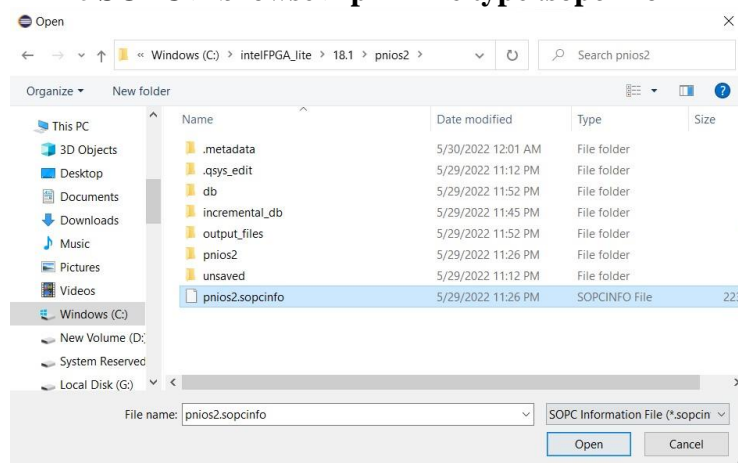 Open
« Windows (C:) › intelFPGA_lite › 18.1 › pnios2 ›
Search pnios2
Organize
New folder
Name Date modified Type Size
This PC
3D Objects
Desktop
Documents
Downloads
Music
Pictures
Videos
Windows (C:)
New Volume (D:
System Reserved
Local Disk (G:)
.metadata 5/30/2022 12:01 AM File folder
.qsys_edit 5/29/2022 11:12 PM File folder
db 5/29/2022 11:52 PM File folder
incremental_db 5/29/2022 11:45 PM File folder
output_files 5/29/2022 11:52 PM File folder
pnios2 5/29/2022 11:26 PM File folder
unsaved 5/29/2022 11:12 PM File folder
pnios2.sopcinfo 5/29/2022 11:26 PM SOPCINFO File 22
File name: pnios2.sopcinfo
SOPC Information File (*.sopcin
Open Cancel